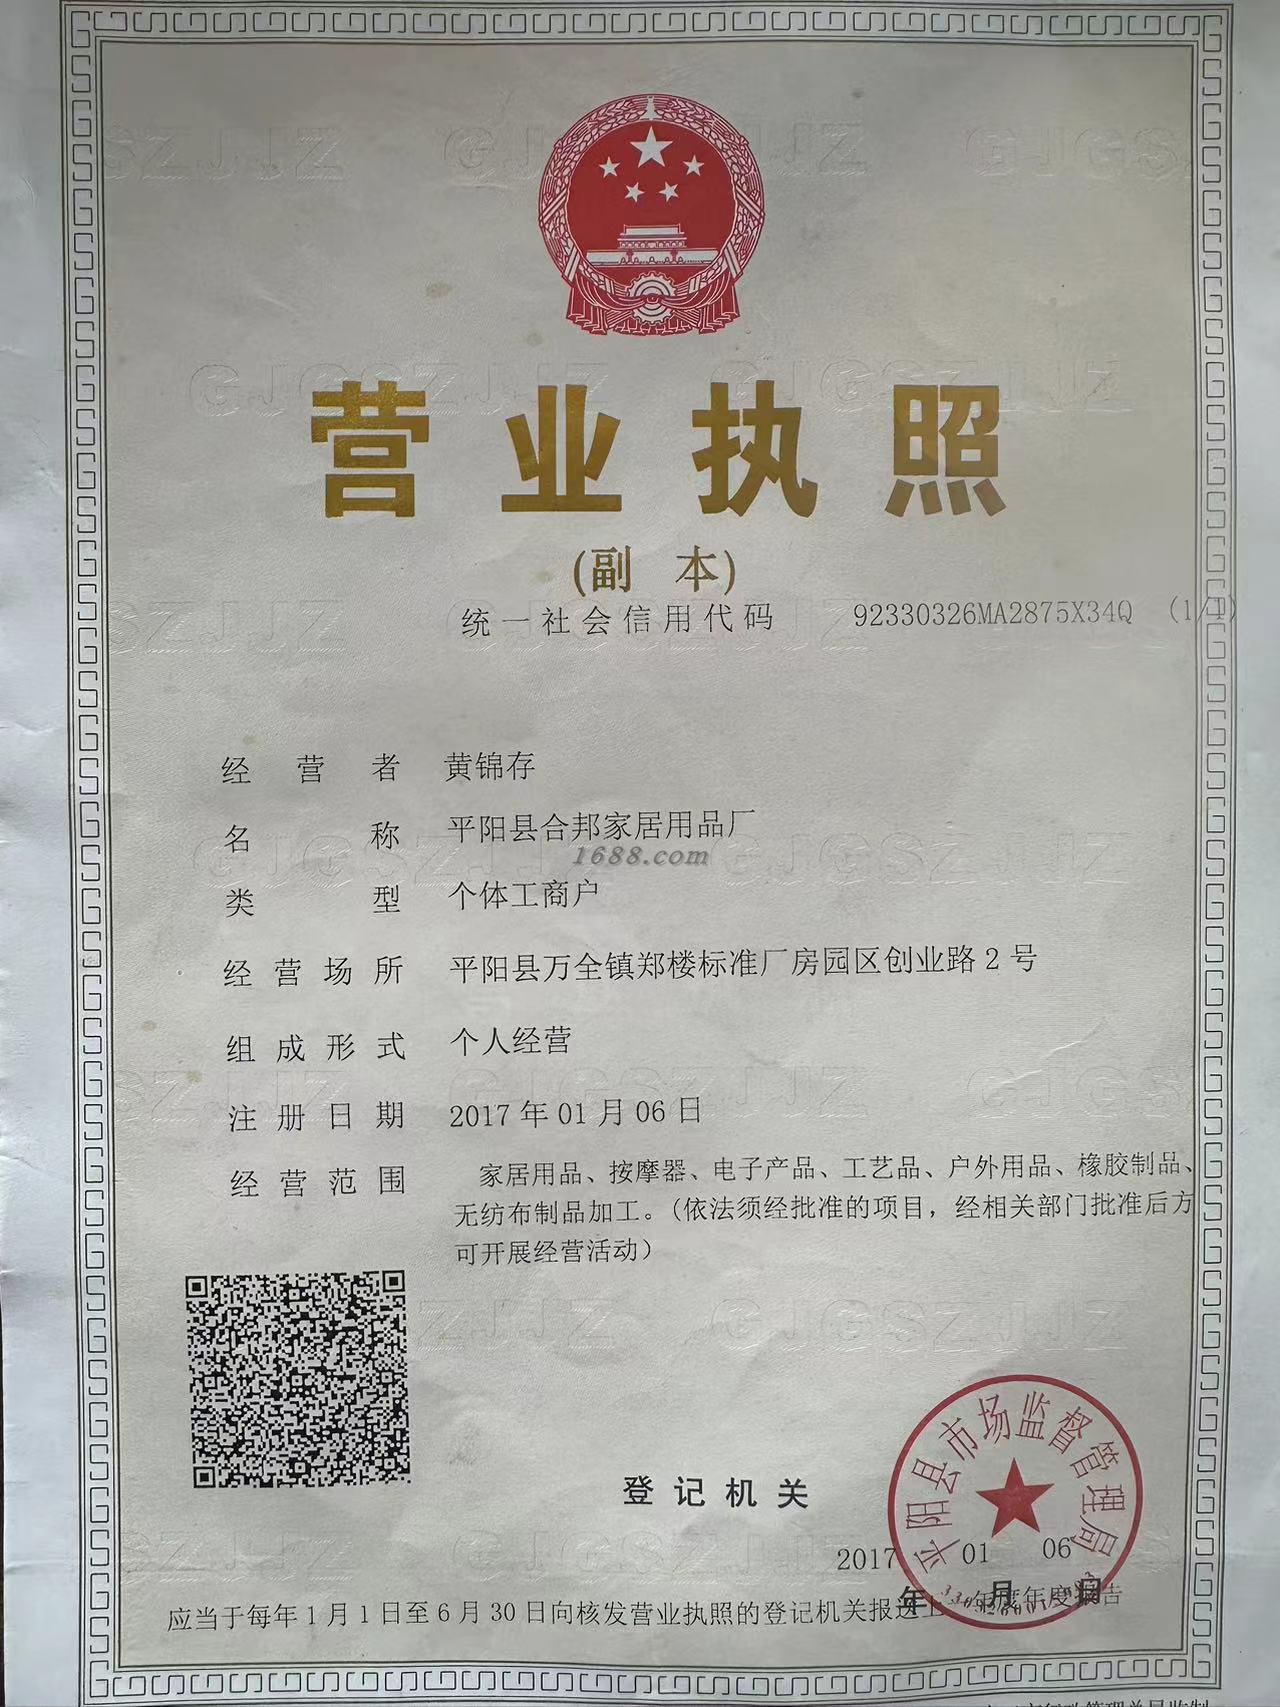 营业执照
(副 本)
统一社会信用代码 92330326MA2875X34Q (1/1)
经营者 黄锦存
名称 平阳县合邦家居用品厂
1688.com
类型 个体工商户
经营场所 平阳县万全镇郑楼标准厂房园区创业路2号
组成形式 个人经营
注册日期 2017年01月06日
经营范围 家居用品、按摩器、电子产品、工艺品、户外用品、橡胶制品、
无纺布制品加工。(依法须经批准的项目，经相关部门批准后方
可开展经营活动)
平阳县市场监督管理局
登记机关
2017 01 06
年 月 日
应当于每年1月1日至6月30日向核发营业执照的登记机关报送上一年度年度报告